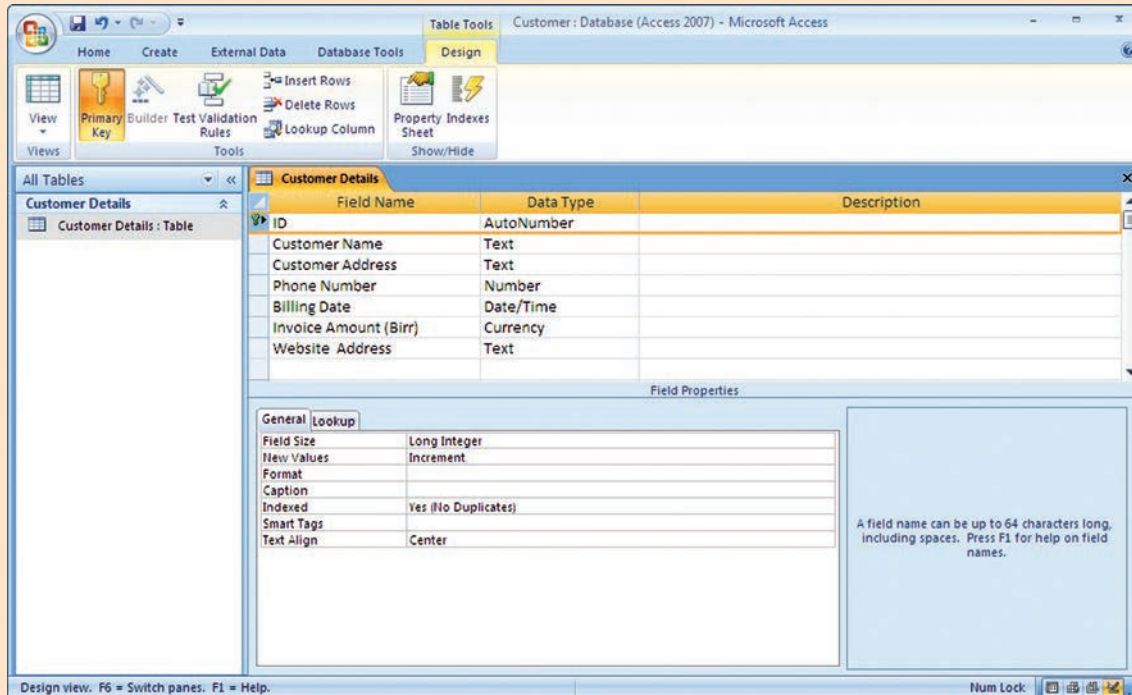 Table Tools Customer : Database (Access 2007) - Microsoft Access
Home Create External Data Database Tools Design
View
Primary Key
Builder
Test Validation Rules
Insert Rows
Delete Rows
Lookup Column
Property Sheet
Indexes
Views Tools Show/Hide
All Tables
Customer Details
Customer Details : Table
Customer Details
Field Name Data Type Description
ID AutoNumber
Customer Name Text
Customer Address Text
Phone Number Number
Billing Date Date/Time
Invoice Amount (Birr) Currency
Website Address Text
Field Properties
General Lookup
Field Size Long Integer
New Values Increment
Format
Caption
Indexed Yes (No Duplicates)
Smart Tags
Text Align Center
A field name can be up to 64 characters long,
including spaces. Press F1 for help on field
names.
Design view. F6 = Switch panes. F1 = Help. Num Lock